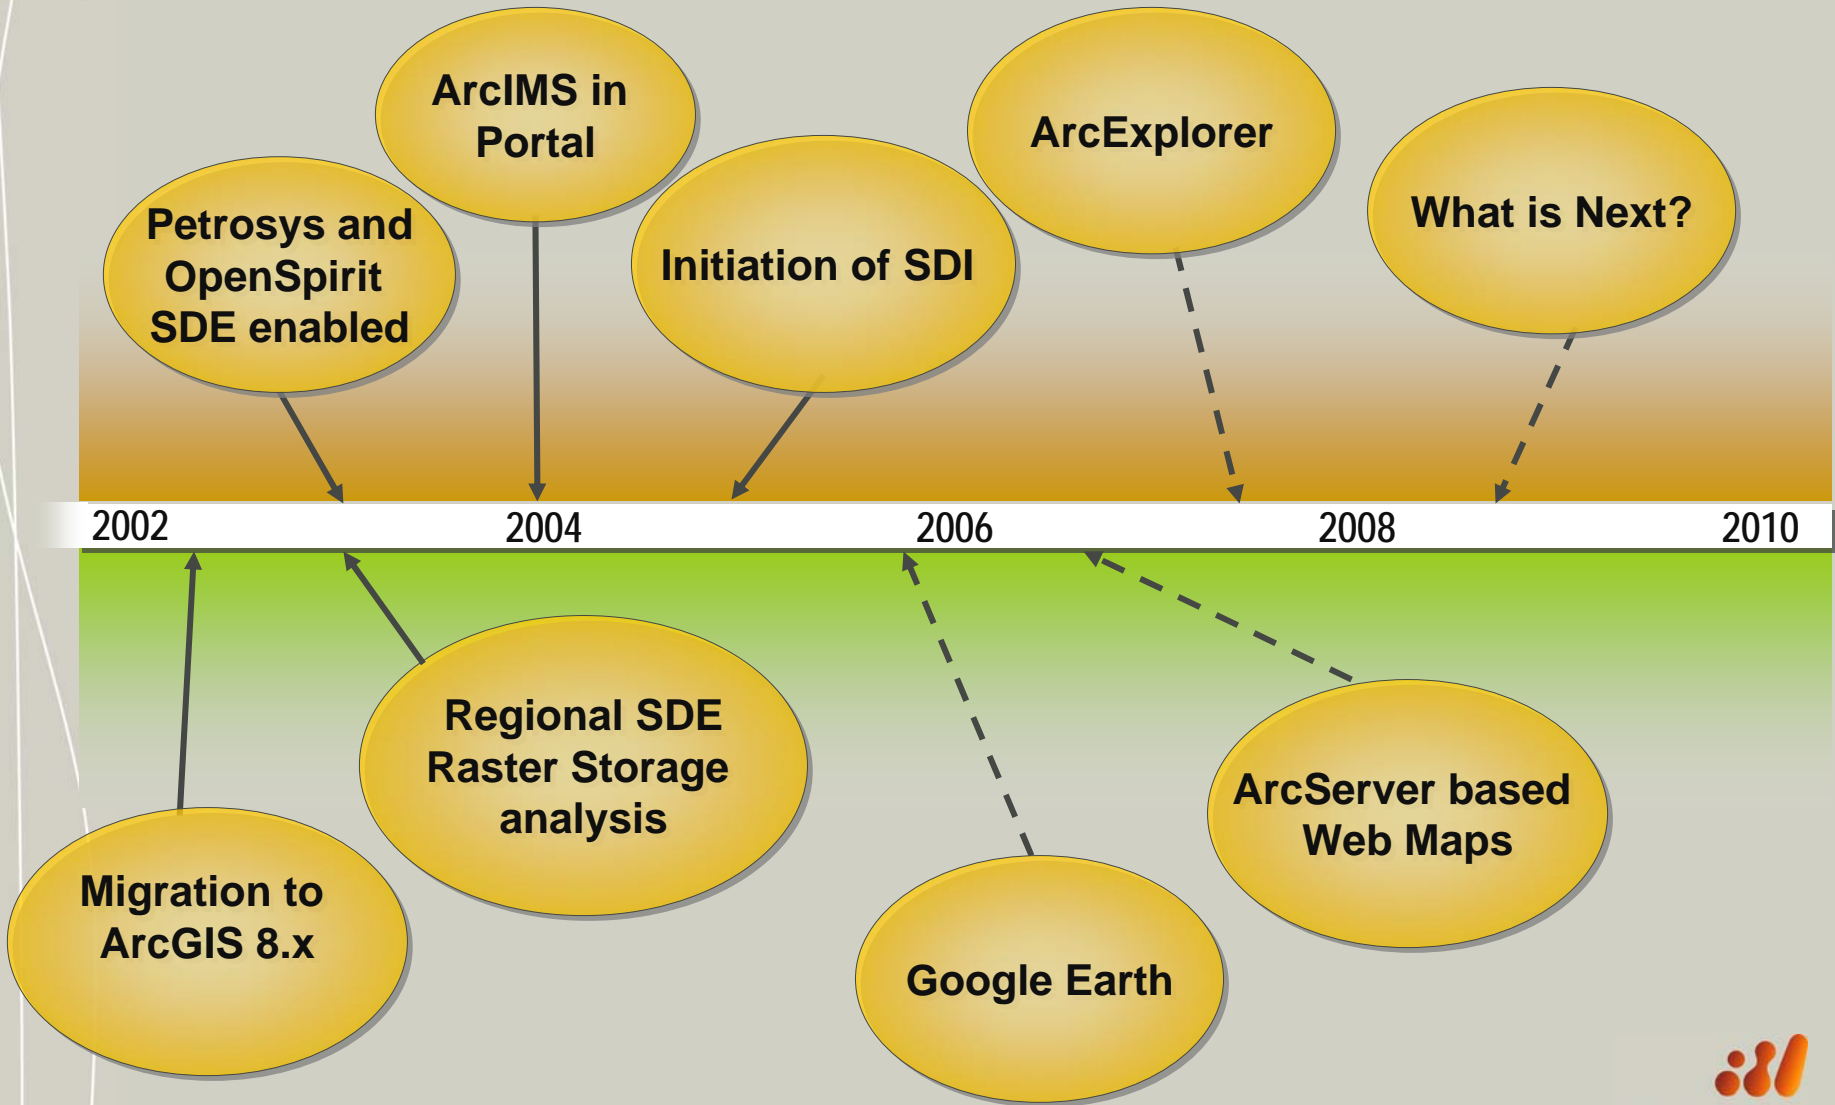 ArcIMS in
Portal
ArcExplorer
What is Next?
Petrosys and
OpenSpirit
SDE enabled
Initiation of SDI
2002
2004
2006
2008
2010
Regional SDE
Raster Storage
analysis
ArcServer based
Web Maps
Migration to
ArcGIS 8.x
Google Earth